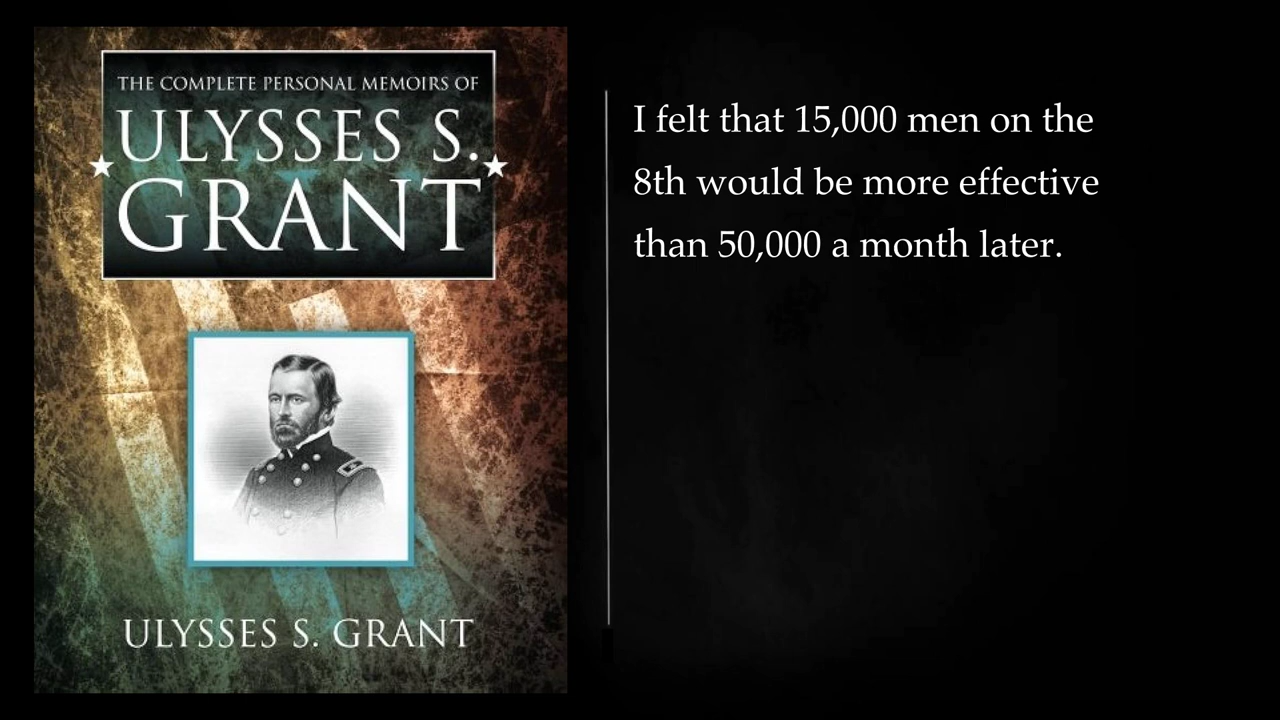 THE COMPLETE PERSONAL MEMOIRS OF
ULYSSES S.
GRANT
ULYSSES S. GRANT
I felt that 15,000 men on the
8th would be more effective
than 50,000 a month later.